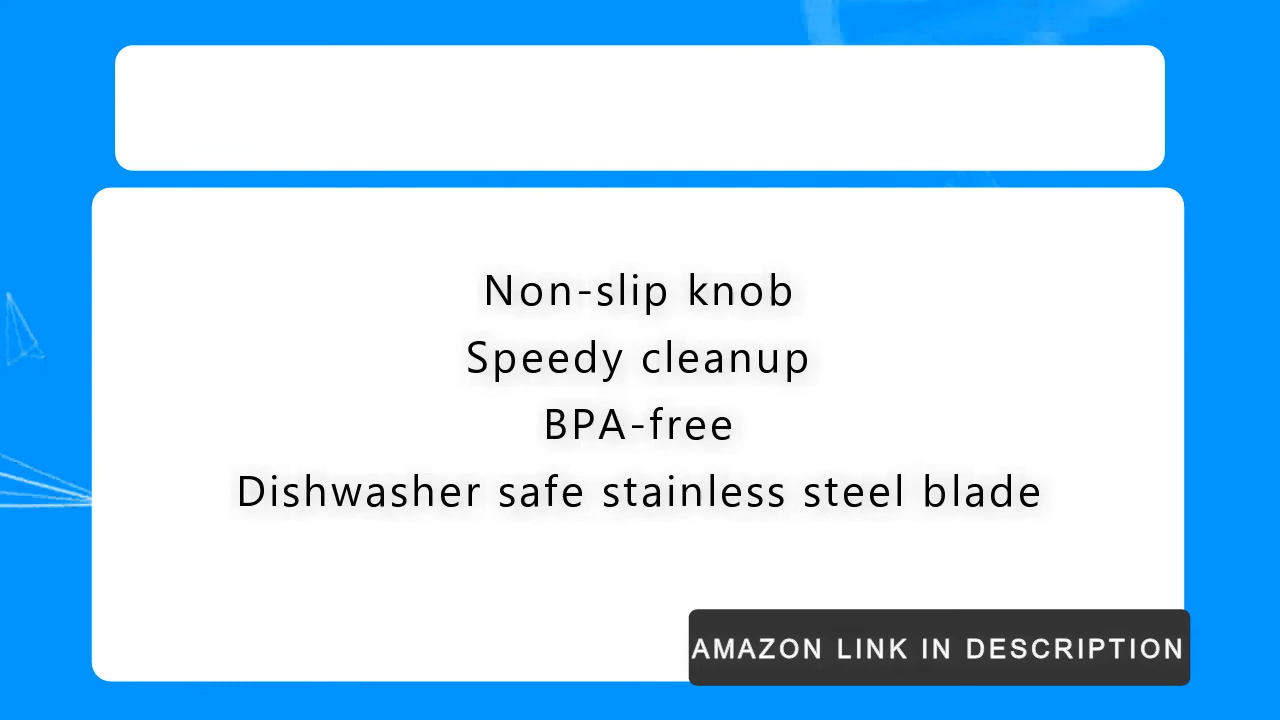 Non-slip knob
Speedy cleanup
BPA-free
Dishwasher safe stainless steel blade
AMAZON LINK IN DESCRIPTION